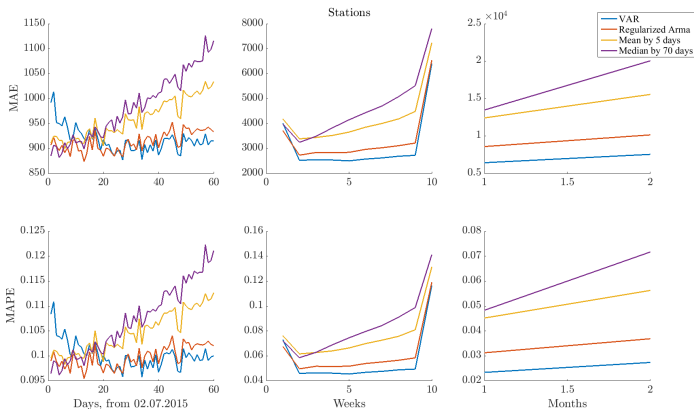 Stations
MAE
1150
1100
1050
1000
950
900
850
0 20 40 60
8000
7000
6000
5000
4000
3000
2000
0 5 10
×10⁴
2.5
2
1.5
1
0.5
1 1.5 2
VAR
Regularized Arma
Mean by 5 days
Median by 70 days
MAPE
0.125
0.12
0.115
0.11
0.105
0.1
0.095
0 20 40 60
Days, from 02.07.2015
0.16
0.14
0.12
0.1
0.08
0.06
0.04
0 5 10
Weeks
0.08
0.07
0.06
0.05
0.04
0.03
0.02
1 1.5 2
Months